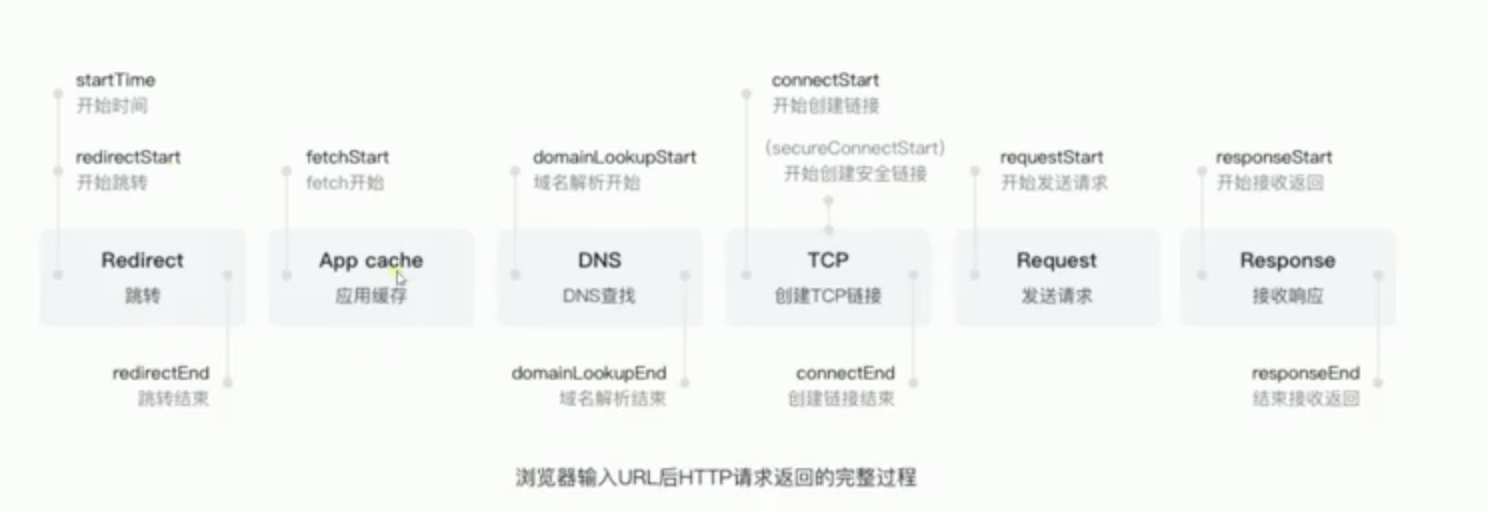 startTime
开始时间
redirectStart
开始跳转
fetchStart
fetch开始
domainLookupStart
域名解析开始
connectStart
开始创建链接
(secureConnectStart)
开始创建安全链接
requestStart
开始发送请求
responseStart
开始接收返回
Redirect
跳转
App cache
应用缓存
DNS
DNS查找
TCP
创建TCP链接
Request
发送请求
Response
接收响应
redirectEnd
跳转结束
domainLookupEnd
域名解析结束
connectEnd
创建链接结束
responseEnd
结束接收返回
浏览器输入URL后HTTP请求返回的完整过程